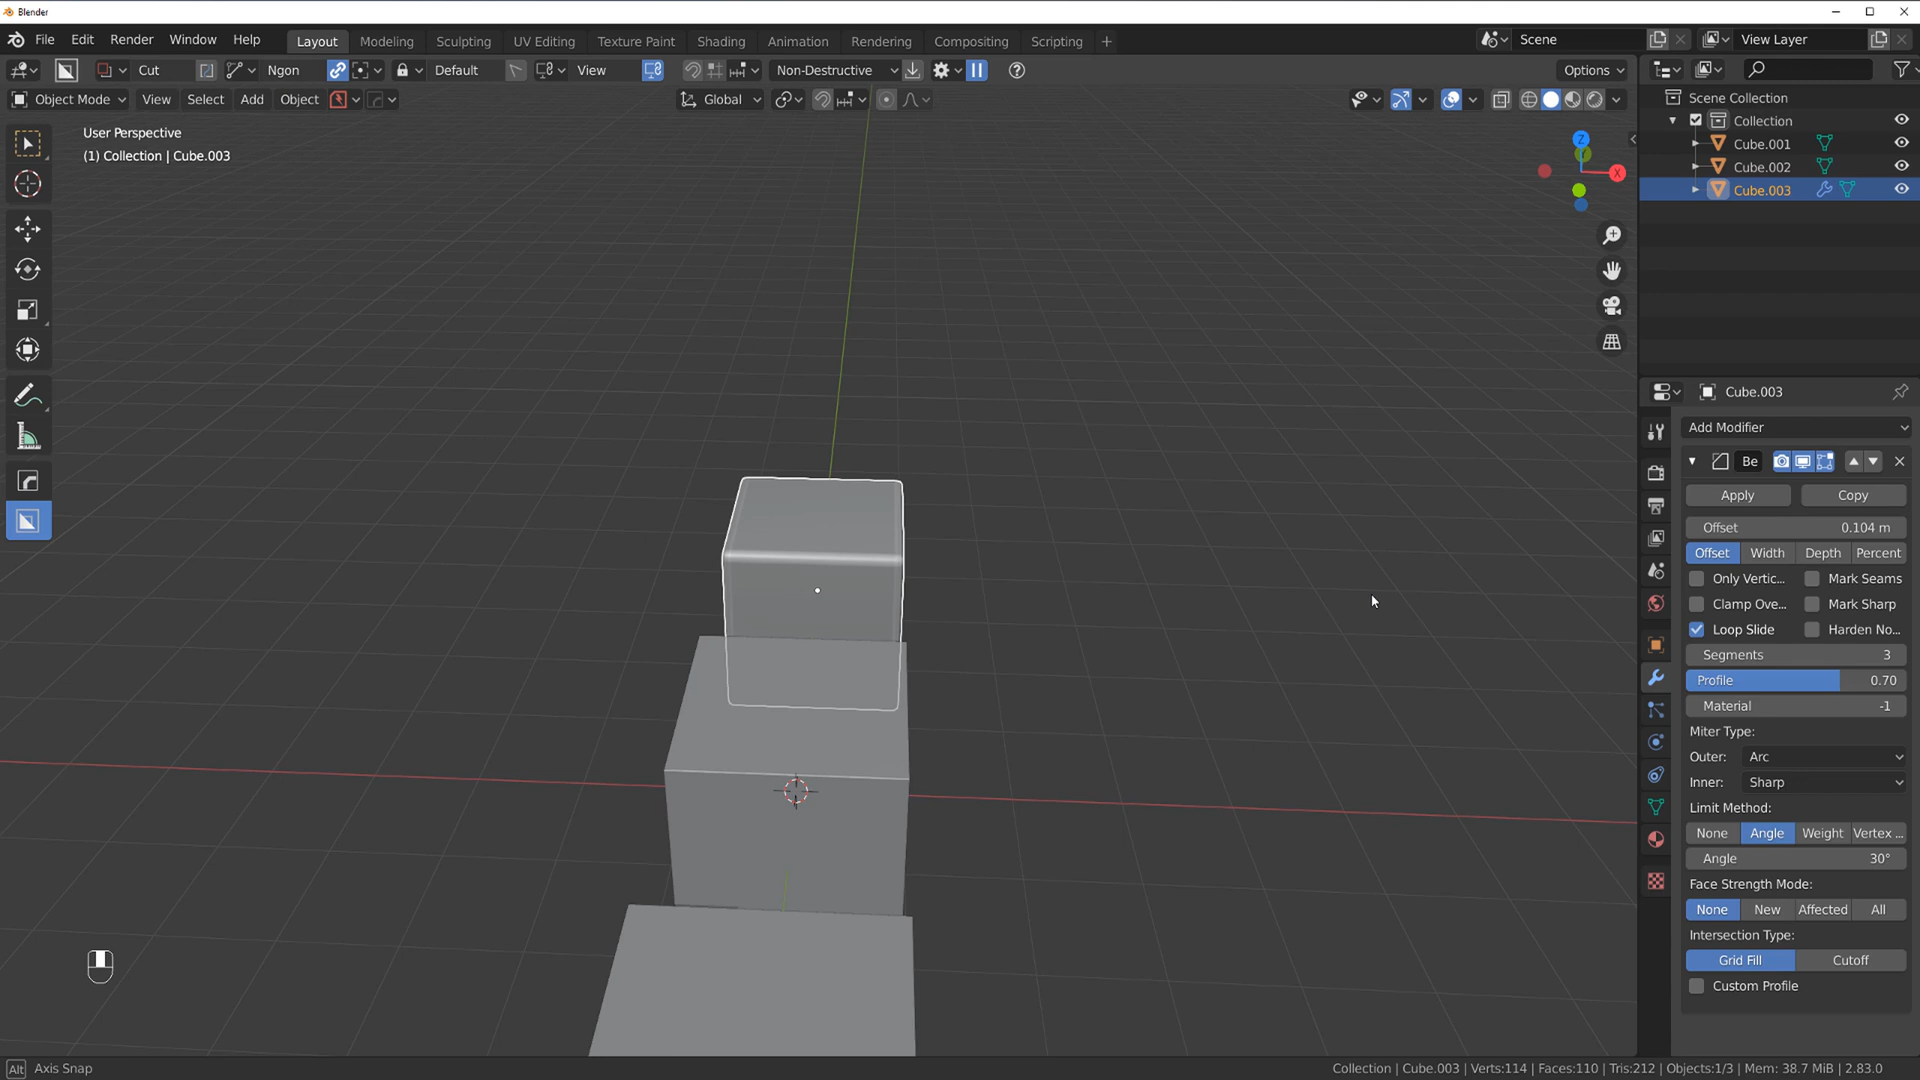 Blender
File Edit Render Window Help Layout Modeling Sculpting UV Editing Texture Paint Shading Animation Rendering Compositing Scripting + Scene View Layer
Cut Ngon Default View Non-Destructive Options
Object Mode View Select Add Object Global
User Perspective
(1) Collection | Cube.003
Z
X
Scene Collection
Collection
Cube.001
Cube.002
Cube.003
Cube.003
Add Modifier
Be
Apply Copy
Offset 0.104 m
Offset Width Depth Percent
Only Vertic... Mark Seams
Clamp Ove... Mark Sharp
Loop Slide Harden No...
Segments 3
Profile 0.70
Material -1
Miter Type:
Outer: Arc
Inner: Sharp
Limit Method:
None Angle Weight Vertex ...
Angle 30°
Face Strength Mode:
None New Affected All
Intersection Type:
Grid Fill Cutoff
Custom Profile
Alt Axis Snap
Collection | Cube.003 | Verts:114 | Faces:110 | Tris:212 | Objects:1/3 | Mem: 38.7 MiB | 2.83.0